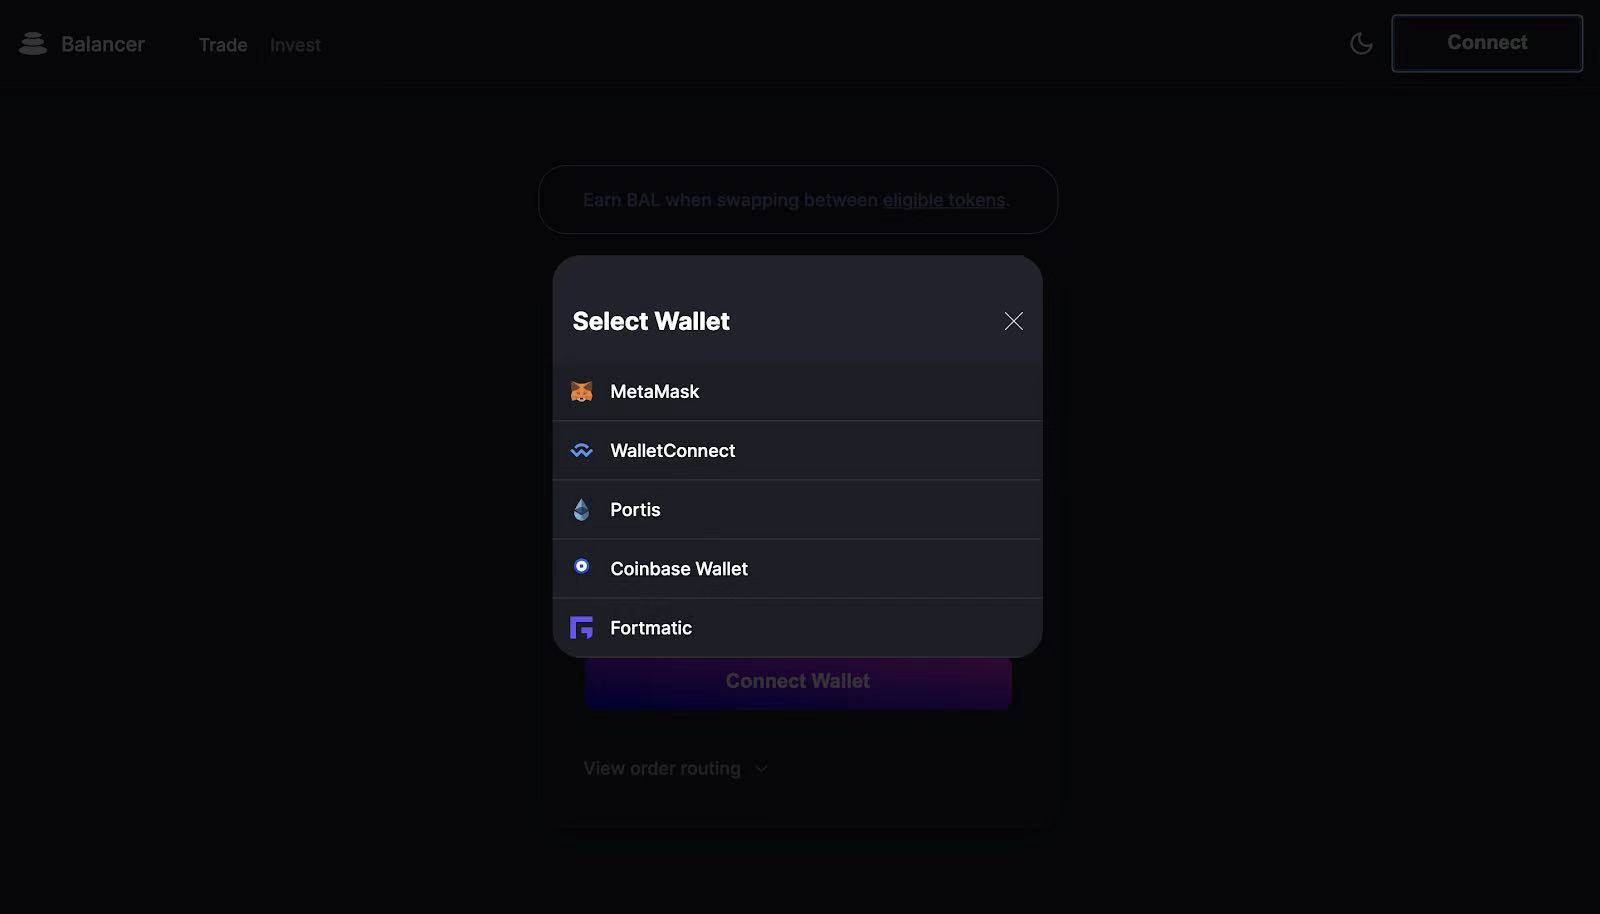 Balancer Trade Invest Connect
Earn BAL when swapping between eligible tokens.
Select Wallet
MetaMask
WalletConnect
Portis
Coinbase Wallet
Fortmatic
Connect Wallet
View order routing